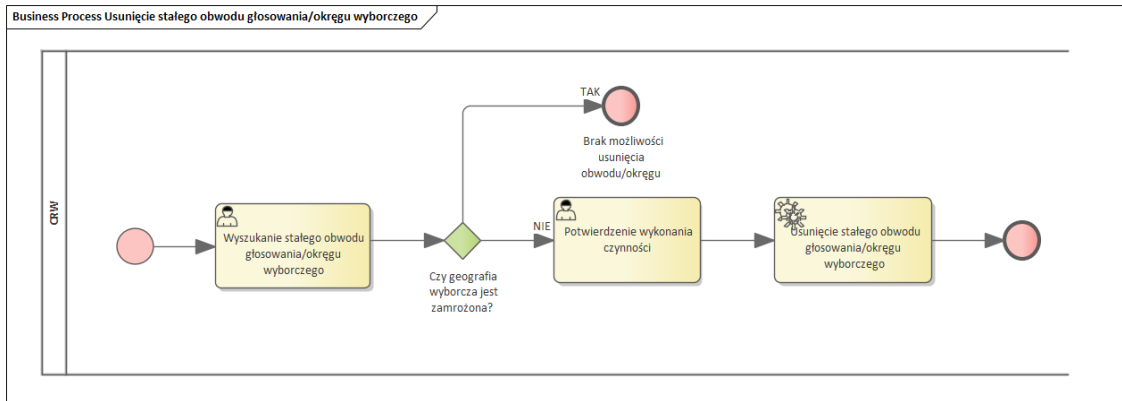 Business Process Usunięcie stałego obwodu głosowania/okręgu wyborczego
CRW
Wyszukanie stałego obwodu
głosowania/okręgu
wyborczego
Czy geografia
wyborcza jest
zamrożona?
TAK
Brak możliwości
usunięcia
obwodu/okręgu
NIE
Potwierdzenie wykonania
czynności
Usunięcie stałego obwodu
głosowania/okręgu
wyborczego